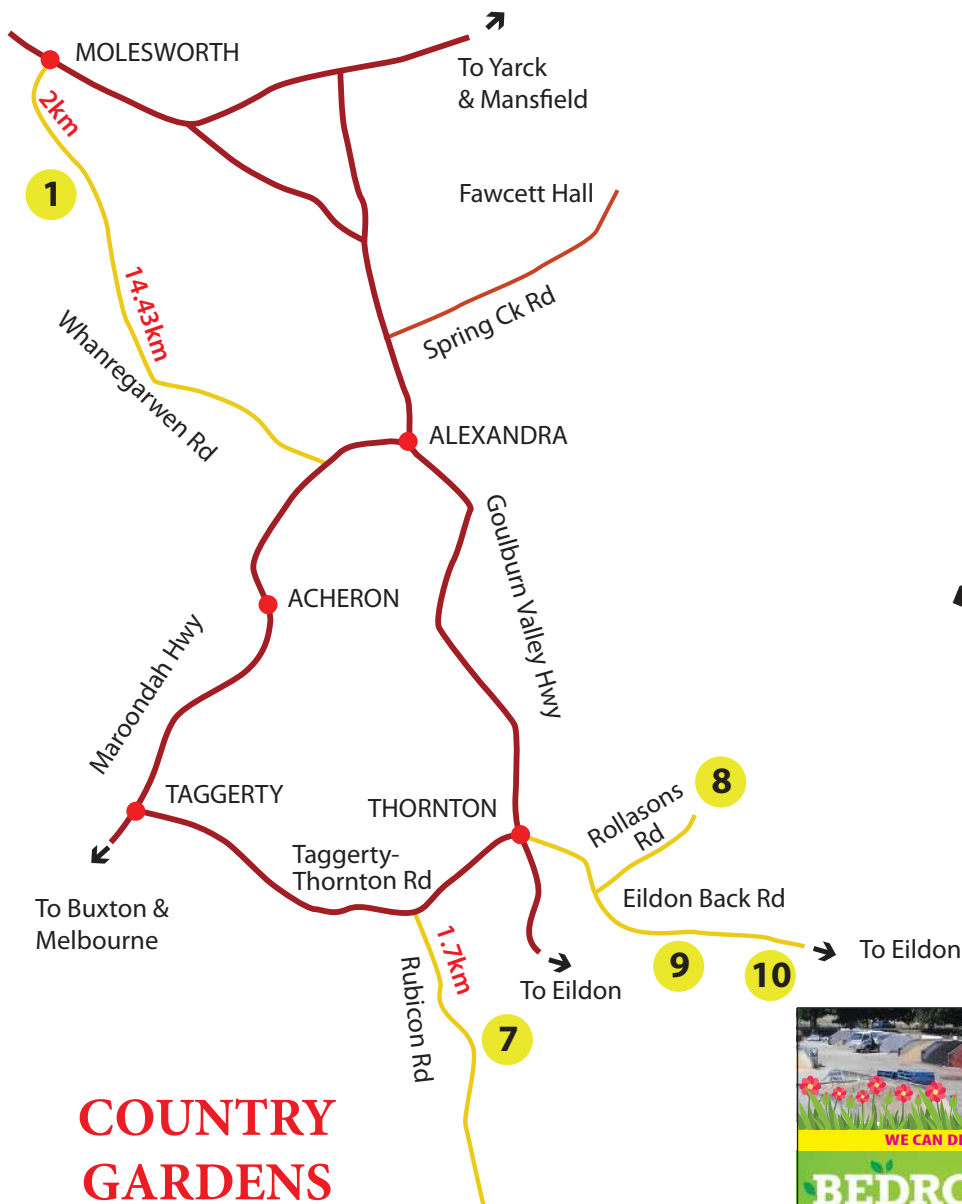 MOLESWORTH
To Yarck
& Mansfield
2km
1
Fawcett Hall
14.43km
Spring Ck Rd
Whanregarwen Rd
ALEXANDRA
Goulburn Valley Hwy
ACHERON
Maroondah Hwy
TAGGERTY
THORNTON
Rollasons
Rd
8
Taggerty-
Thornton Rd
Eildon Back Rd
To Buxton &
Melbourne
1.7km
Rubicon Rd
To Eildon
9
10
To Eildon
7
COUNTRY
GARDENS
WE CAN